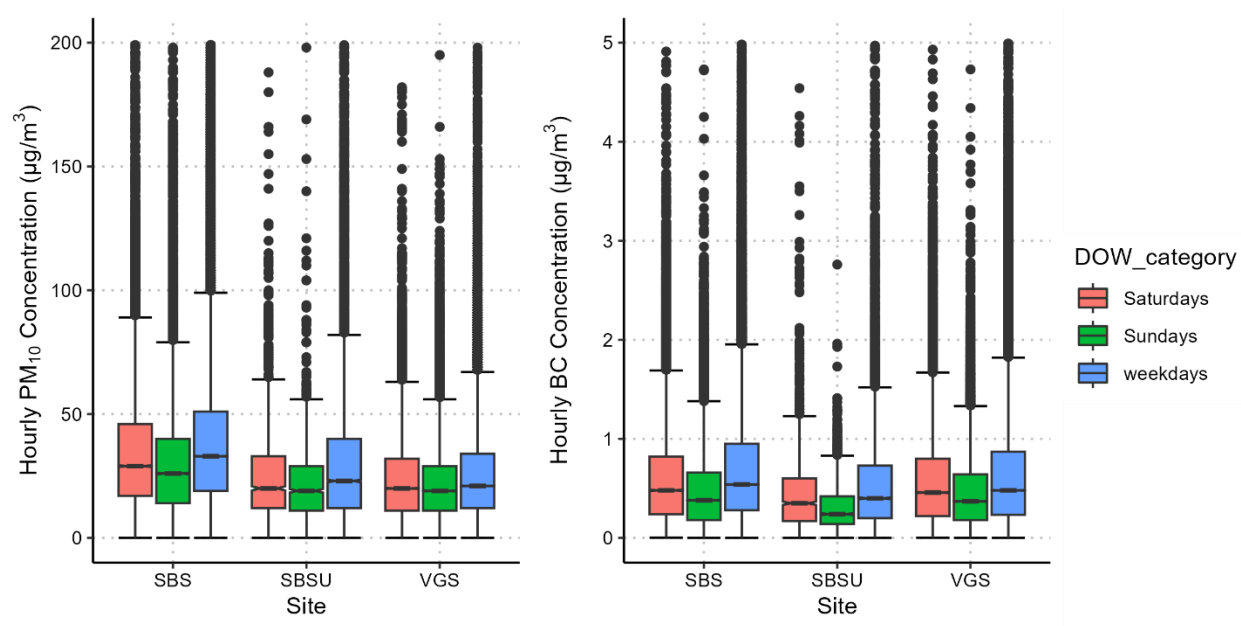 Hourly PM₁₀ Concentration (µg/m³)
200
150
100
50
0
SBS SBSU VGS
Site
Hourly BC Concentration (µg/m³)
5
4
3
2
1
0
SBS SBSU VGS
Site
DOW_category
Saturdays
Sundays
weekdays